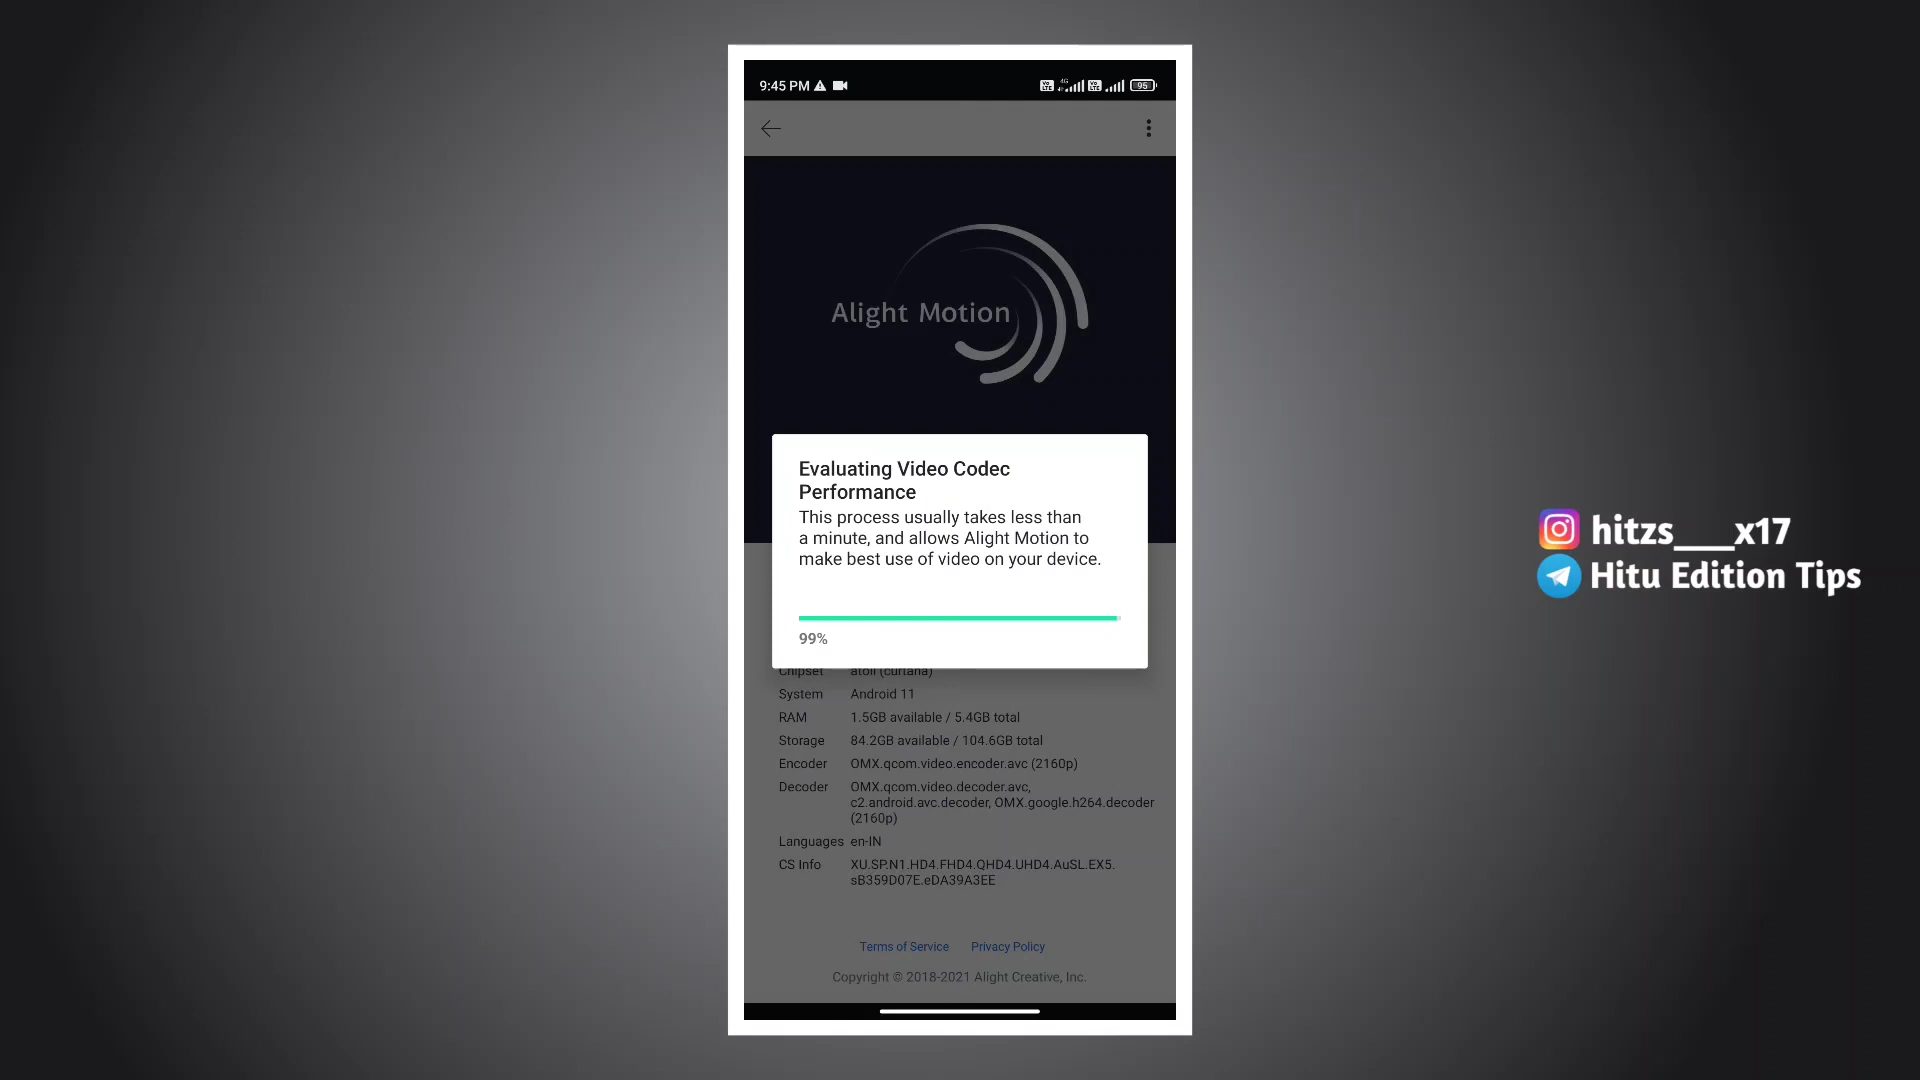 9:45 PM
4G
95
Alight Motion
Evaluating Video Codec
Performance
This process usually takes less than
a minute, and allows Alight Motion to
make best use of video on your device.
99%
Chipset atoll (curtana)
System Android 11
RAM 1.5GB available / 5.4GB total
Storage 84.2GB available / 104.6GB total
Encoder OMX.qcom.video.encoder.avc (2160p)
Decoder OMX.qcom.video.decoder.avc,
c2.android.avc.decoder, OMX.google.h264.decoder
(2160p)
Languages en-IN
CS Info XU.SP.N1.HD4.FHD4.QHD4.UHD4.AuSL.EX5.
sB359D07E.eDA39A3EE
Terms of Service Privacy Policy
Copyright © 2018-2021 Alight Creative, Inc.
hitzs___x17
Hitu Edition Tips